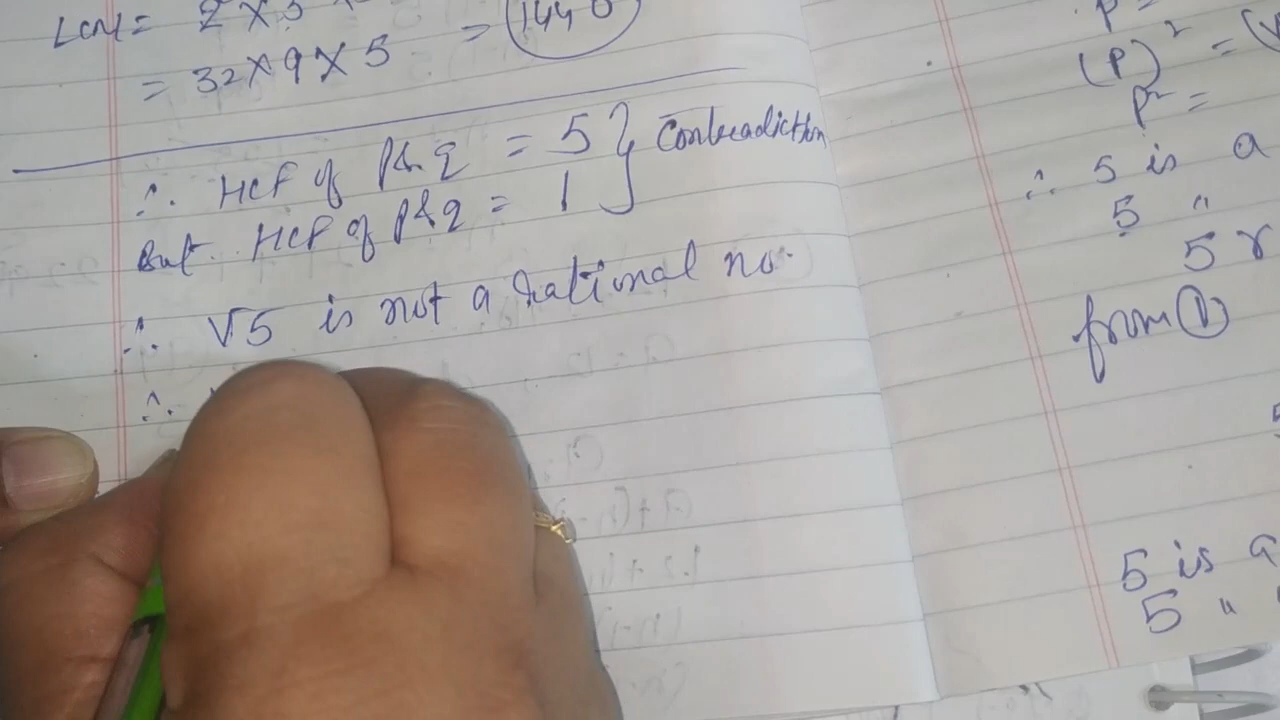 LCM = 2 × 3
= 32 × 9 × 5 = 1440
∴ HCF of p & q = 5 } Contradiction
But HCF of p & q = 1
∴ √5 is not a rational no.
∴
p =
(p)² = (
p² =
∴ 5 is a
5 "
5
from ①
5 is a
5 "